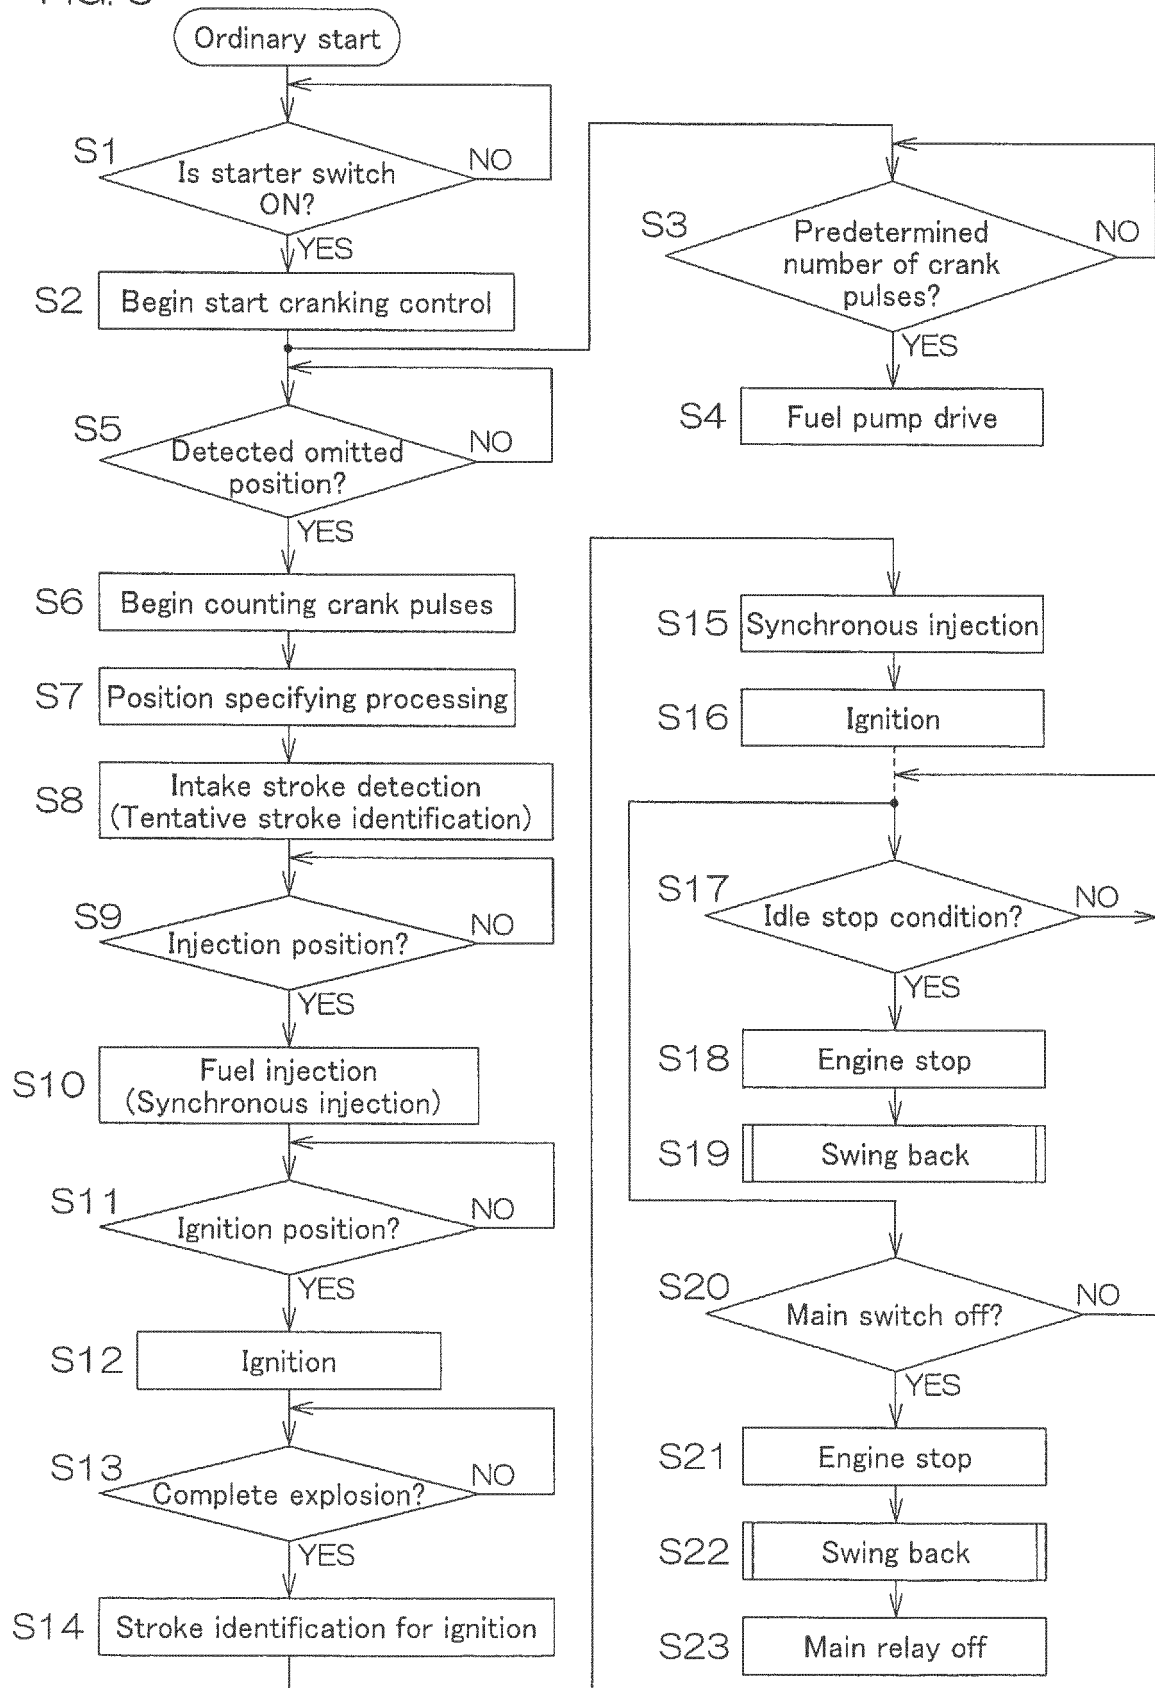 Ordinary start
S1
Is starter switch
ON?
NO
YES
S2
Begin start cranking control
S3
Predetermined
number of crank
pulses?
NO
YES
S4
Fuel pump drive
S5
Detected omitted
position?
NO
YES
S6
Begin counting crank pulses
S7
Position specifying processing
S8
Intake stroke detection
(Tentative stroke identification)
S9
Injection position?
NO
YES
S10
Fuel injection
(Synchronous injection)
S11
Ignition position?
NO
YES
S12
Ignition
S13
Complete explosion?
NO
YES
S14
Stroke identification for ignition
S15
Synchronous injection
S16
Ignition
S17
Idle stop condition?
NO
YES
S18
Engine stop
S19
Swing back
S20
Main switch off?
NO
YES
S21
Engine stop
S22
Swing back
S23
Main relay off